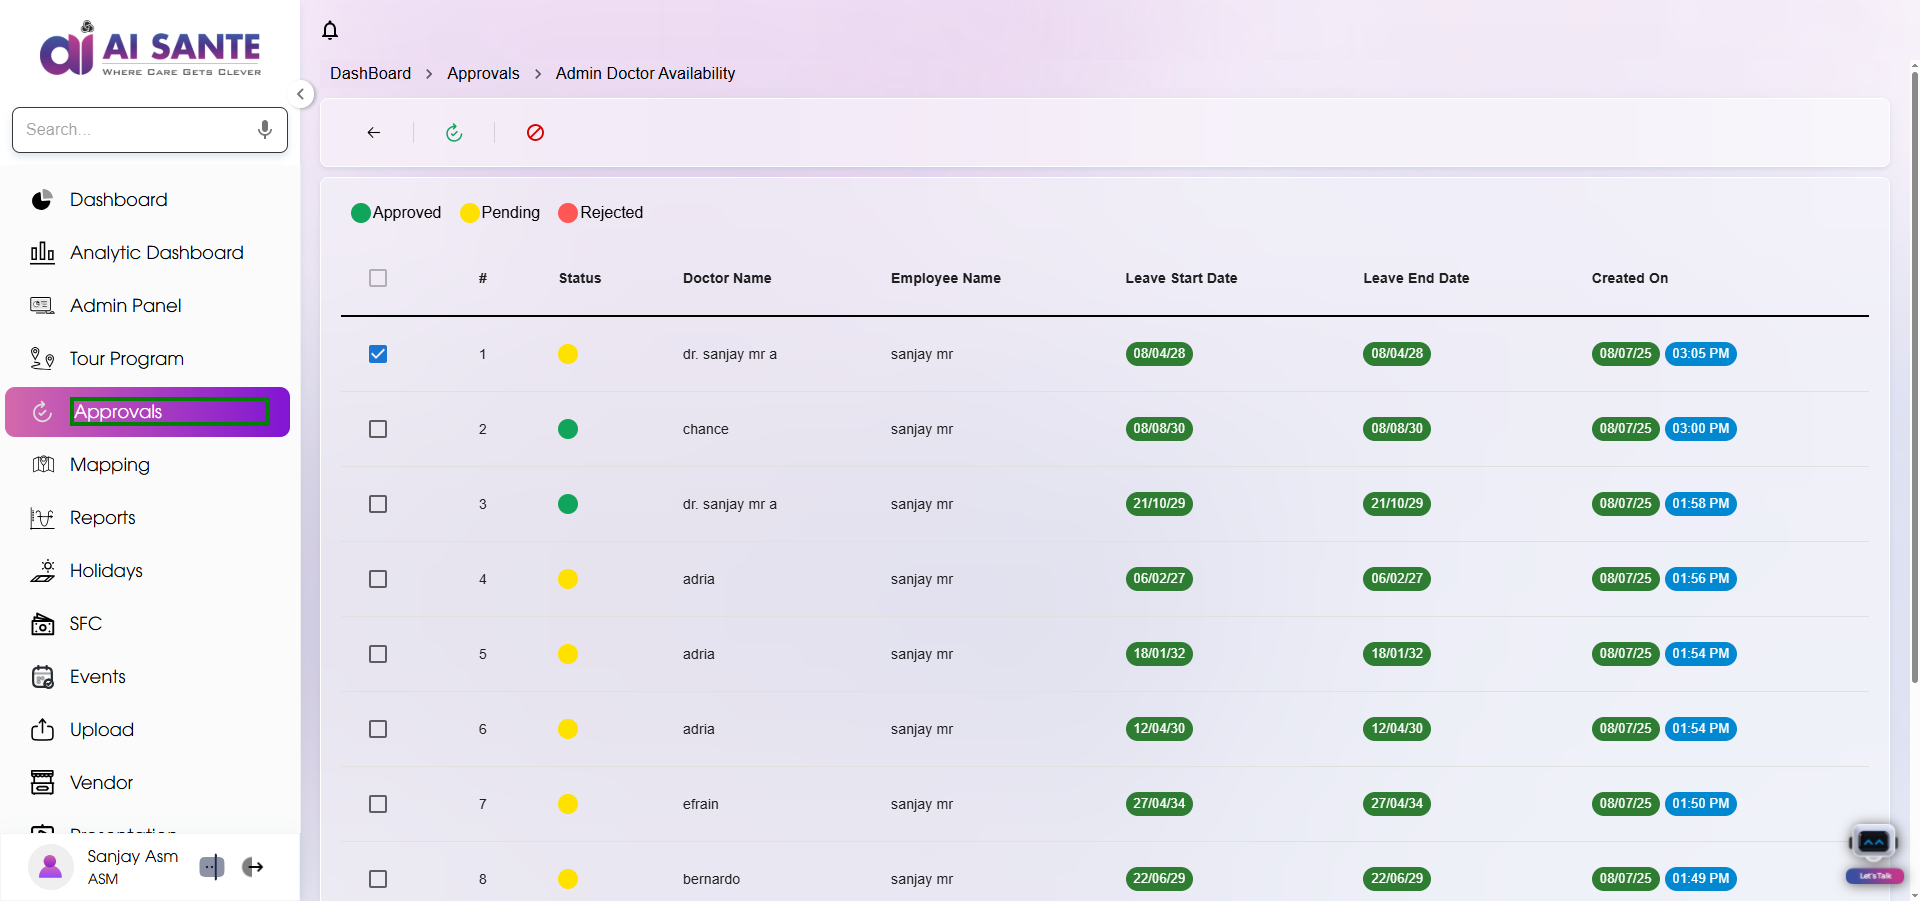 AI SANTE
WHERE CARE GETS CLEVER
Search...
Dashboard
Analytic Dashboard
Admin Panel
Tour Program
Approvals
Mapping
Reports
Holidays
SFC
Events
Upload
Vendor
Presentation
Sanjay Asm
ASM
DashBoard > Approvals > Admin Doctor Availability
Approved Pending Rejected
# Status Doctor Name Employee Name Leave Start Date Leave End Date Created On
1 dr. sanjay mr a sanjay mr 08/04/28 08/04/28 08/07/25 03:05 PM
2 chance sanjay mr 08/08/30 08/08/30 08/07/25 03:00 PM
3 dr. sanjay mr a sanjay mr 21/10/29 21/10/29 08/07/25 01:58 PM
4 adria sanjay mr 06/02/27 06/02/27 08/07/25 01:56 PM
5 adria sanjay mr 18/01/32 18/01/32 08/07/25 01:54 PM
6 adria sanjay mr 12/04/30 12/04/30 08/07/25 01:54 PM
7 efrain sanjay mr 27/04/34 27/04/34 08/07/25 01:50 PM
8 bernardo sanjay mr 22/06/29 22/06/29 08/07/25 01:49 PM
Let's Talk